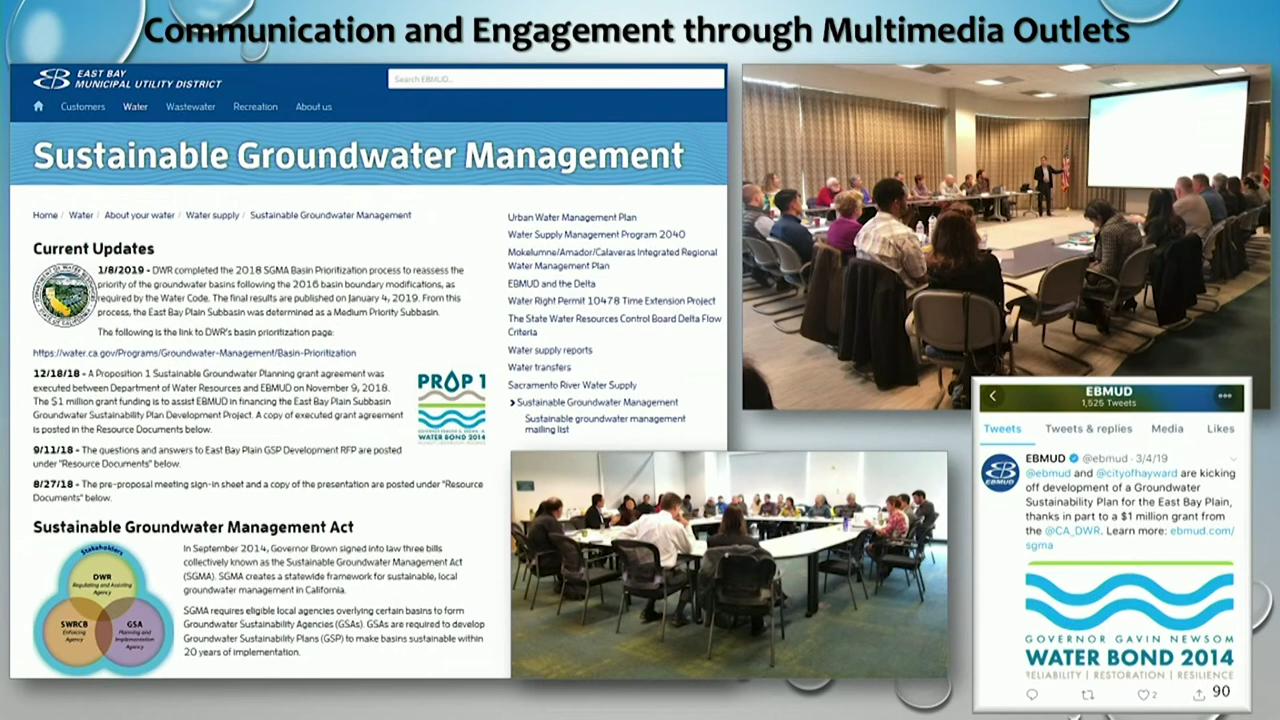 Communication and Engagement through Multimedia Outlets
EAST BAY
MUNICIPAL UTILITY DISTRICT
Search EBMUD...
Customers Water Wastewater Recreation About us
Sustainable Groundwater Management
Home / Water / About your water / Water supply / Sustainable Groundwater Management
Current Updates
1/8/2019 - DWR completed the 2018 SGMA Basin Prioritization process to reassess the
priority of the groundwater basins following the 2016 basin boundary modifications, as
required by the Water Code. The final results are published on January 4, 2019. From this
process, the East Bay Plain Subbasin was determined as a Medium Priority Subbasin.
The following is the link to DWR's basin prioritization page:
https://water.ca.gov/Programs/Groundwater-Management/Basin-Prioritization
12/18/18 - A Proposition 1 Sustainable Groundwater Planning grant agreement was
executed between Department of Water Resources and EBMUD on November 9, 2018.
The $1 million grant funding is to assist EBMUD in financing the East Bay Plain Subbasin
Groundwater Sustainability Plan Development Project. A copy of executed grant agreement
is posted in the Resource Documents below.
PROP 1
WATER BOND 2014
9/11/18 - The questions and answers to East Bay Plain GSP Development RFP are posted
under "Resource Documents" below.
8/27/18 - The pre-proposal meeting sign-in sheet and a copy of the presentation are posted under "Resource
Documents" below.
Sustainable Groundwater Management Act
Stakeholders
DWR
Regulating and Assisting
Agency
SWRCB
Enforcing
Agency
GSA
Planning and
Implementation
Agency
In September 2014, Governor Brown signed into law three bills
collectively known as the Sustainable Groundwater Management Act
(SGMA). SGMA creates a statewide framework for sustainable, local
groundwater management in California.
SGMA requires eligible local agencies overlying certain basins to form
Groundwater Sustainability Agencies (GSAs). GSAs are required to develop
Groundwater Sustainability Plans (GSP) to make basins sustainable within
20 years of implementation.
Urban Water Management Plan
Water Supply Management Program 2040
Mokelumne/Amador/Calaveras Integrated Regional
Water Management Plan
EBMUD and the Delta
Water Right Permit 10478 Time Extension Project
The State Water Resources Control Board Delta Flow
Criteria
Water supply reports
Water transfers
Sacramento River Water Supply
Sustainable Groundwater Management
Sustainable groundwater management
mailing list
EBMUD
1,525 Tweets
Tweets Tweets & replies Media Likes
EBMUD @ebmud · 3/4/19
EBMUD
@ebmud and @cityofhayward are kicking
off development of a Groundwater
Sustainability Plan for the East Bay Plain,
thanks in part to a $1 million grant from
the @CA_DWR. Learn more: ebmud.com/
sgma
GOVERNOR GAVIN NEWSOM
WATER BOND 2014
RELIABILITY | RESTORATION | RESILIENCE
2
90